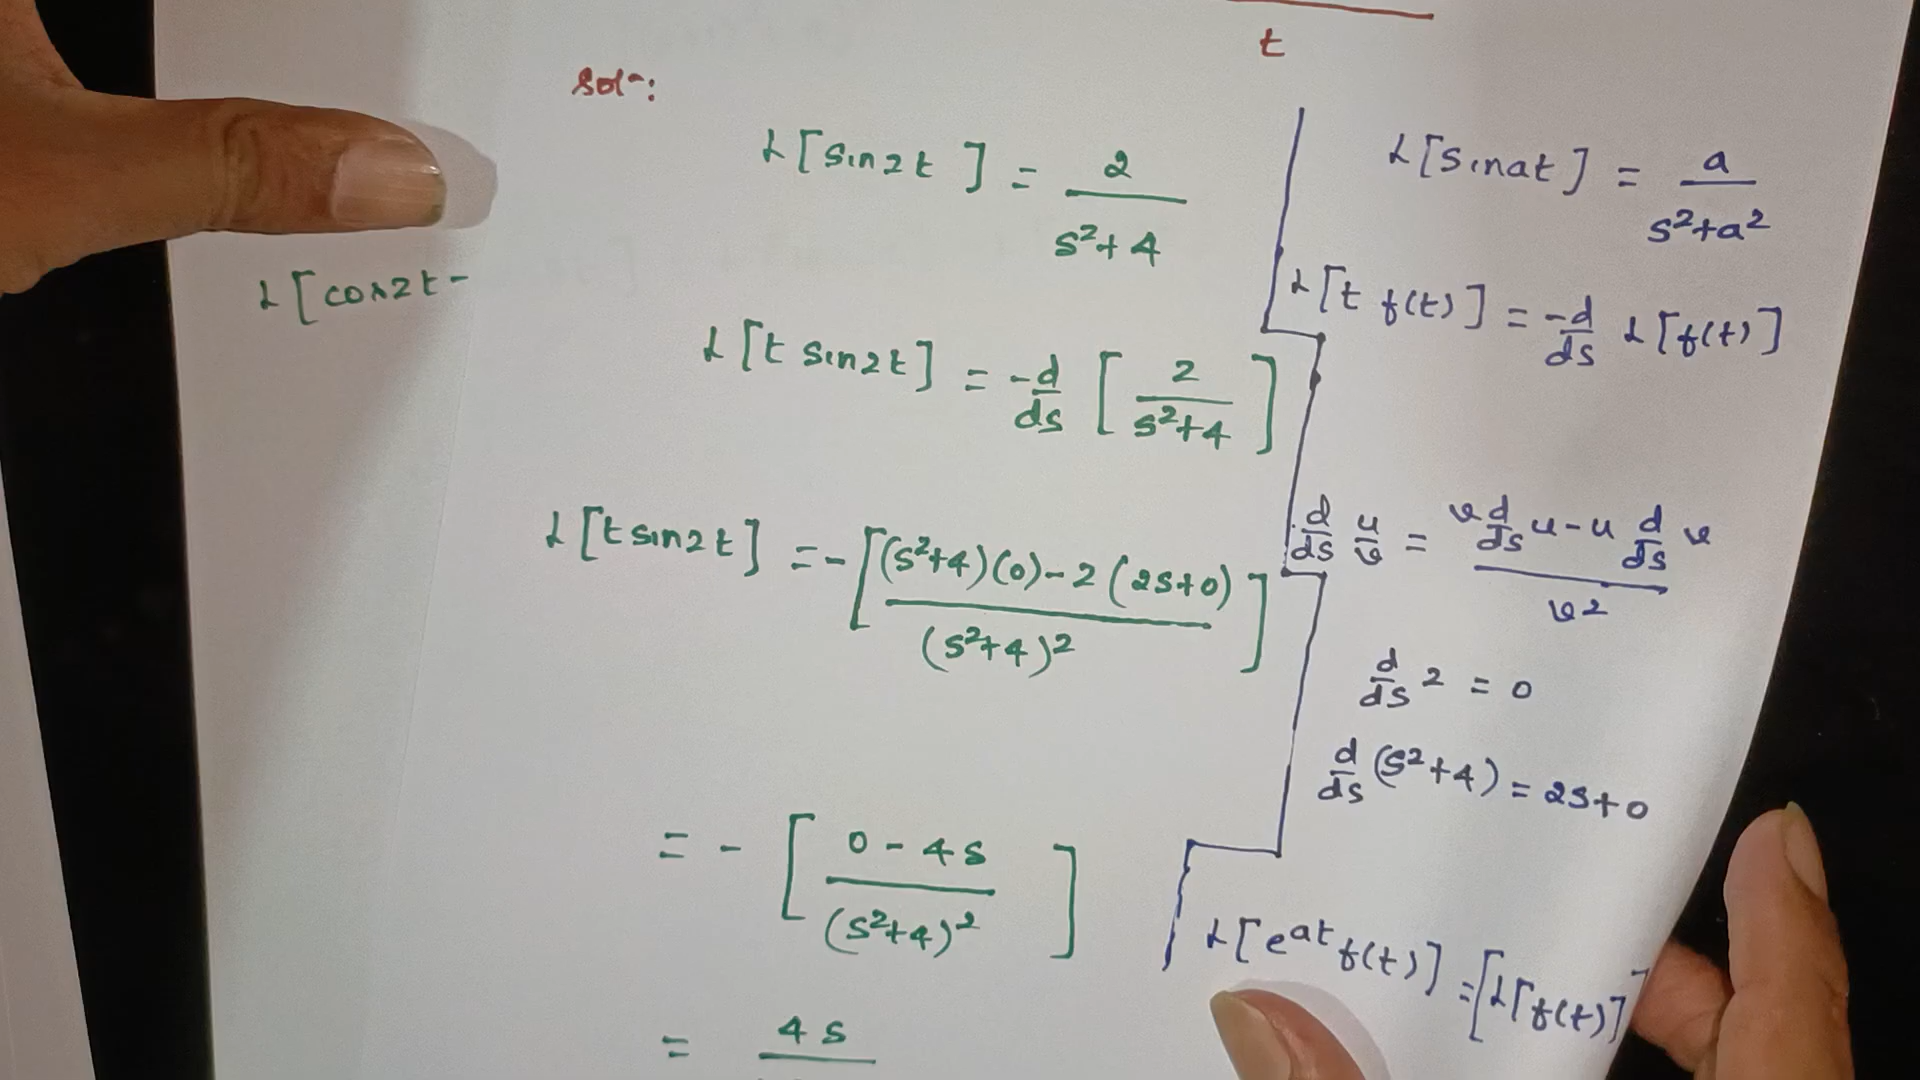 t
Soln:
L[sin2t] = 2/(s²+4)
L[sinat] = a/(s²+a²)
L[cos2t -
L[t f(t)] = -d/ds L[f(t)]
L[t sin2t] = -d/ds [2/(s²+4)]
L[t sin2t] = -[((s²+4)(0)-2(2s+0))/(s²+4)²]
d/ds u/v = (v d/ds u - u d/ds v)/v²
d/ds 2 = 0
d/ds (s²+4) = 2s+0
= - [(0-4s)/(s²+4)²]
L[e^at f(t)] = [L[f(t)]
= 4s